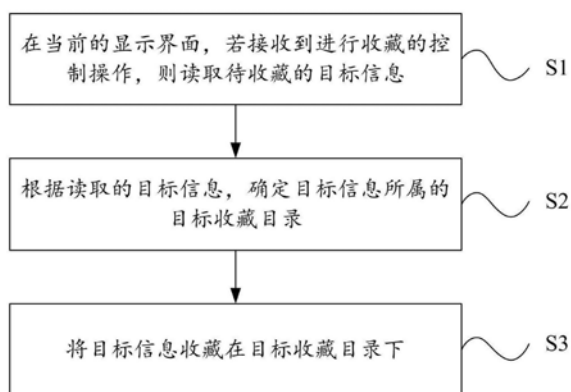 在当前的显示界面，若接收到进行收藏的控
制操作，则读取待收藏的目标信息
S1
根据读取的目标信息，确定目标信息所属的
目标收藏目录
S2
将目标信息收藏在目标收藏目录下
S3